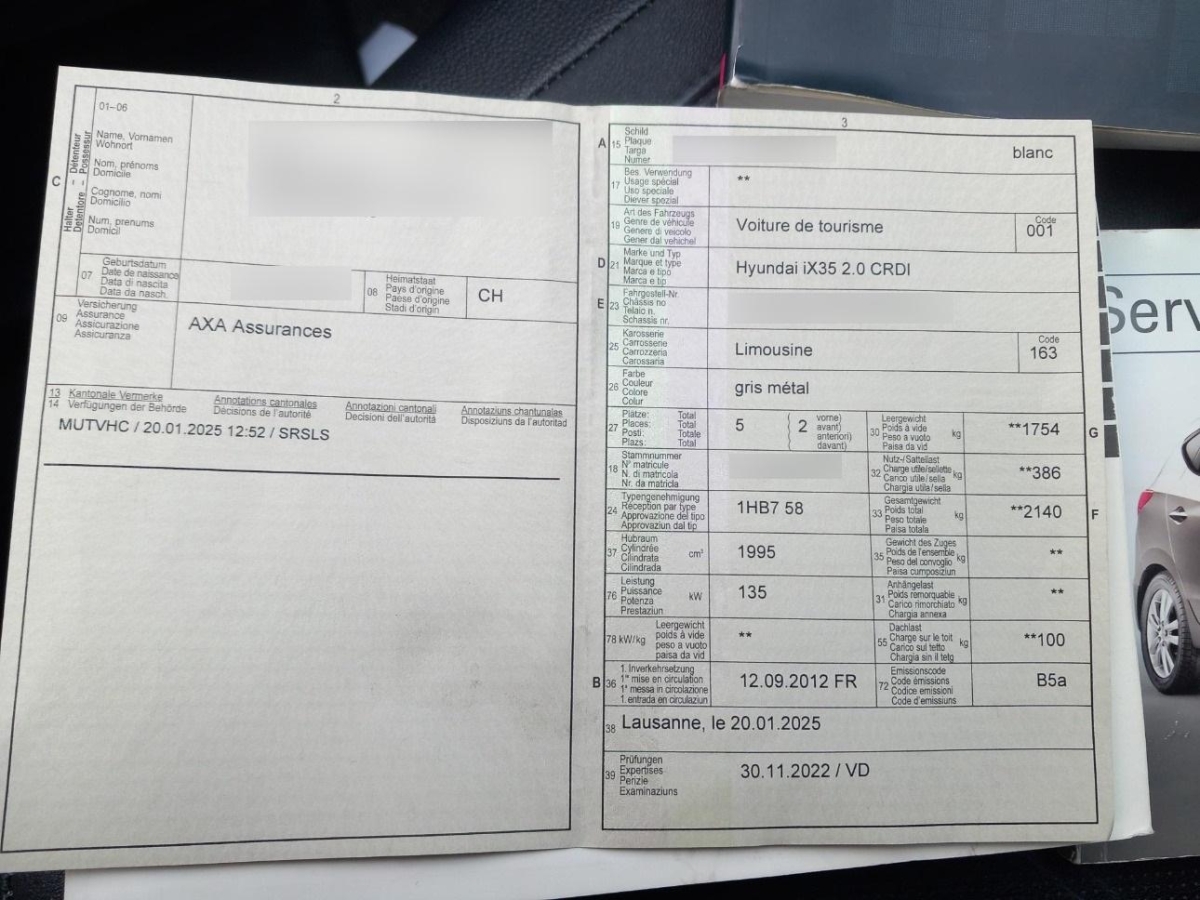 2
01–06
Name, Vornamen
Wohnort
Nom, prénoms
Domicile
Cognome, nomi
Domicilio
Num, prenums
Domicil
C
Halter Détenteur
Detentore Possessur
07
Geburtsdatum
Date de naissance
Data di nascita
Data da nasch.
08
Heimatstaat
Pays d'origine
Paese d'origine
Stadi d'origin
CH
09
Versicherung
Assurance
Assicurazione
Assicuranza
AXA Assurances
13 Kantonale Vermerke Annotations cantonales Annotazioni cantonali Annotaziuns chantunalas
14 Verfügungen der Behörde Décisions de l'autorité Decisioni dell'autorità Disposiziuns da l'autoritad
MUTVHC / 20.01.2025 12:52 / SRSLS
3
A 15
Schild
Plaque
Targa
Numer
blanc
17
Bes. Verwendung
Usage spécial
Uso speciale
Diever spezial
**
19
Art des Fahrzeugs
Genre de véhicule
Genere di veicolo
Gener dal vehichel
Voiture de tourisme
Code
001
D 21
Marke und Typ
Marque et type
Marca e tipo
Marca e tip
Hyundai iX35 2.0 CRDI
E 23
Fahrgestell-Nr.
Châssis no
Telaio n.
Schassis nr.
25
Karosserie
Carrosserie
Carrozzeria
Carossaria
Limousine
Code
163
26
Farbe
Couleur
Colore
Colur
gris métal
27
Plätze: Total
Places: Total
Posti: Totale
Plazs: Total
5
2
vorne)
avant)
anteriori)
davant)
30
Leergewicht
Poids à vide
Peso a vuoto
Paisa da vid
kg
**1754
G
18
Stammnummer
N° matricule
N. di matricola
Nr. da matricla
32
Nutz-/Sattellast
Charge utile/sellette
Carico utile/sella
Chargia utila/sella
kg
**386
24
Typengenehmigung
Réception par type
Approvazione del tipo
Approvaziun dal tip
1HB7 58
33
Gesamtgewicht
Poids total
Peso totale
Paisa totala
kg
**2140
F
37
Hubraum
Cylindrée
Cilindrata
Cilindrada
cm³
1995
35
Gewicht des Zuges
Poids de l'ensemble
Peso del convoglio
Paisa cumposiziun
kg
**
76
Leistung
Puissance
Potenza
Prestaziun
kW
135
31
Anhängelast
Poids remorquable
Carico rimorchiato
Chargia annexa
kg
**
78 kW/kg
Leergewicht
poids à vide
peso a vuoto
paisa da vid
**
55
Dachlast
Charge sur le toit
Carico sul tetto
Chargia sin il tetg
kg
**100
B 36
1. Inverkehrsetzung
1re mise en circulation
1a messa in circolazione
1. entrada en circulaziun
12.09.2012 FR
72
Emissionscode
Code émissions
Codice emissioni
Code d'emissiuns
B5a
38
Lausanne, le 20.01.2025
39
Prüfungen
Expertises
Perizie
Examinaziuns
30.11.2022 / VD
Serv